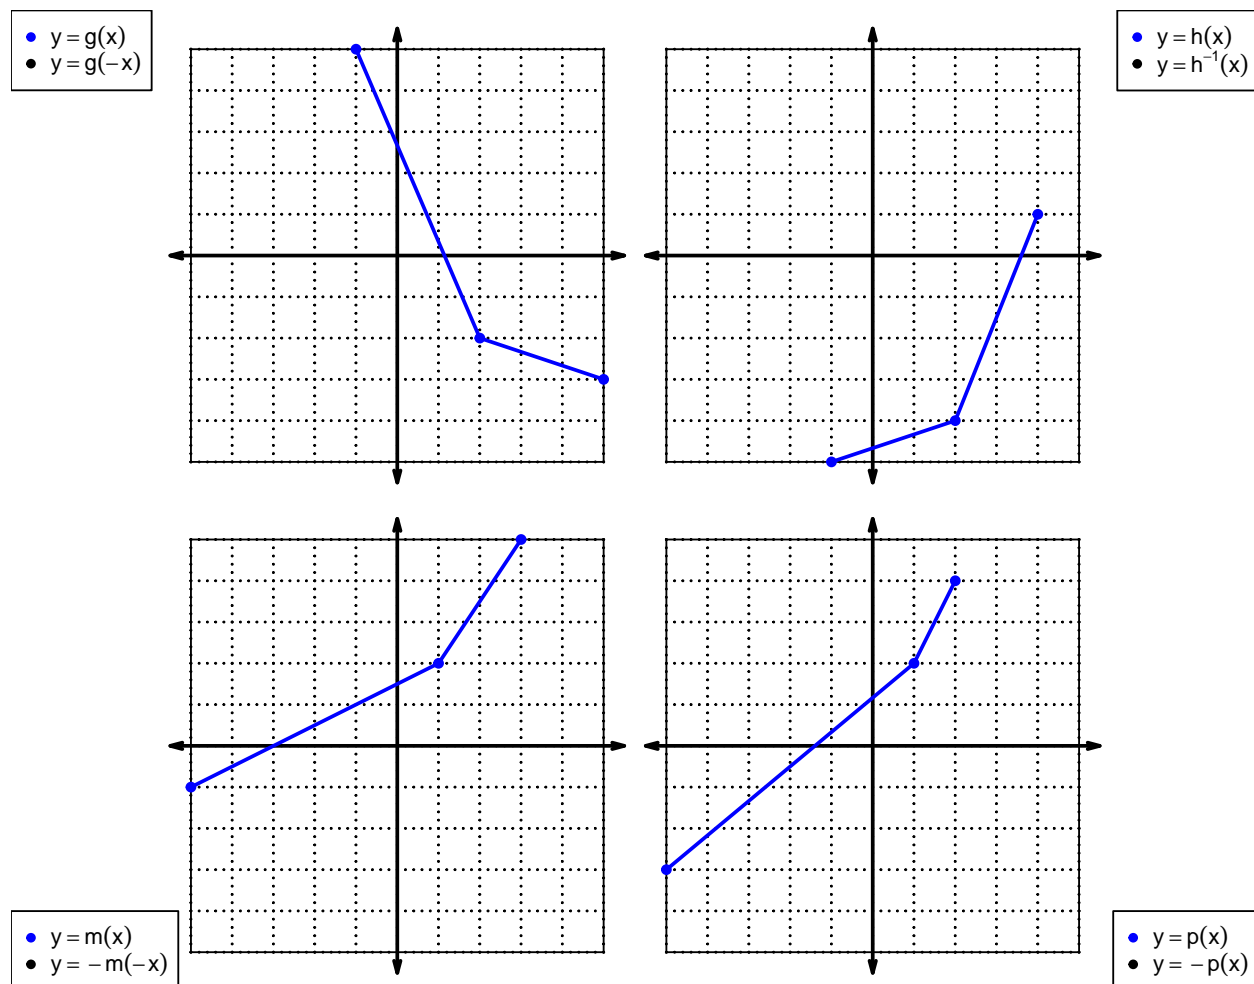 y = g(x)
y = g(−x)
y = h(x)
y = h⁻¹(x)
y = m(x)
y = −m(−x)
y = p(x)
y = −p(x)